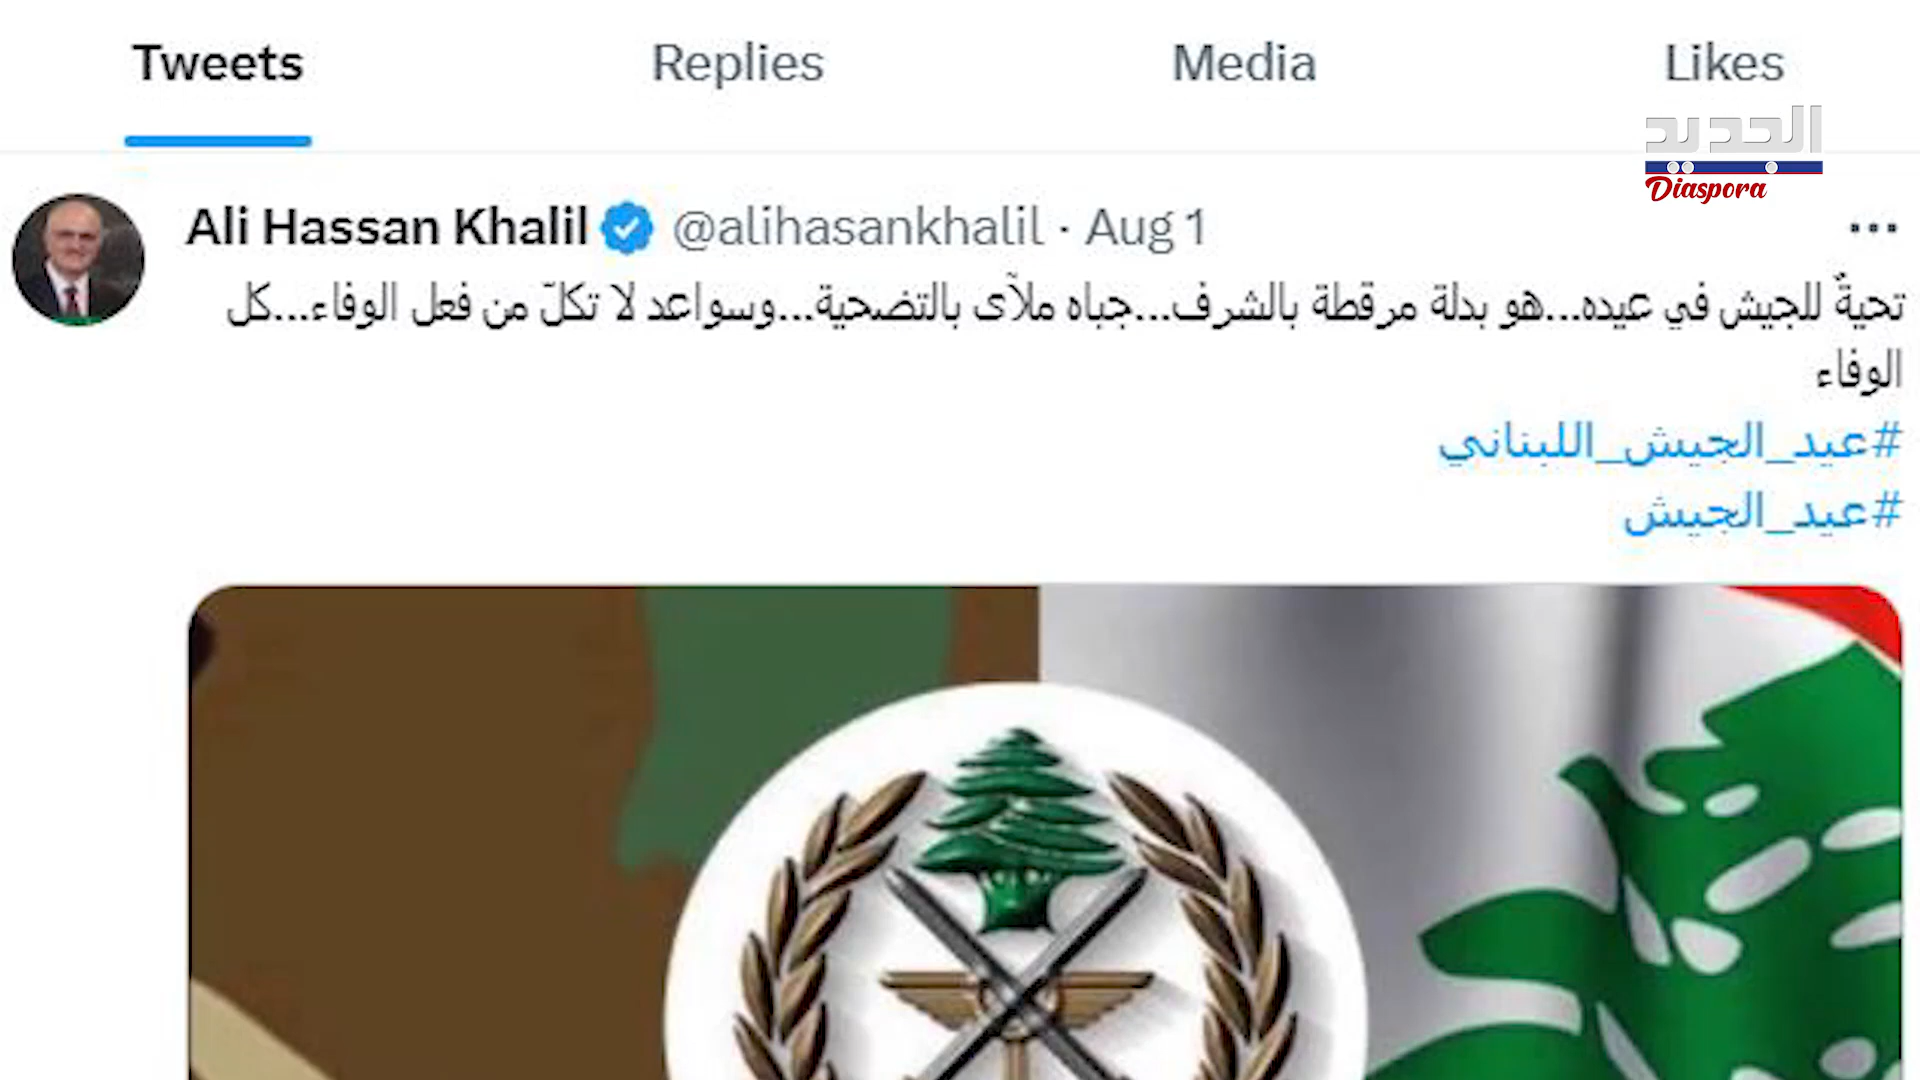 Tweets Replies Media Likes
الجديد
Diaspora
Ali Hassan Khalil @alihasankhalil · Aug 1
تحيةٌ للجيش في عيده...هو بدلة مرقطة بالشرف...جباه ملآى بالتضحية...وسواعد لا تكلّ من فعل الوفاء...كل
الوفاء
#عيد_الجيش_اللبناني
#عيد_الجيش